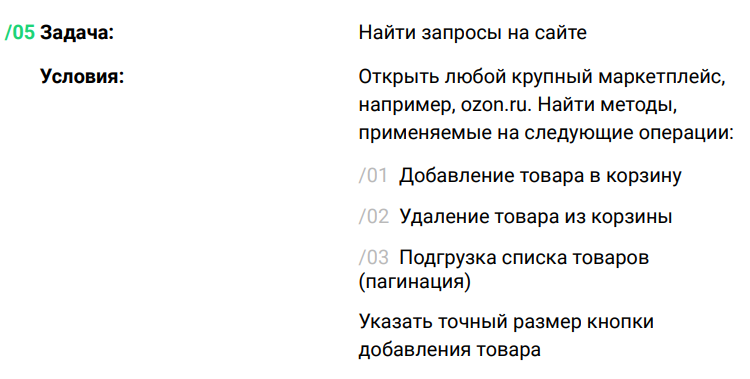 /05 Задача: Найти запросы на сайте
Условия: Открыть любой крупный маркетплейс,
например, ozon.ru. Найти методы,
применяемые на следующие операции:
/01 Добавление товара в корзину
/02 Удаление товара из корзины
/03 Подгрузка списка товаров
(пагинация)
Указать точный размер кнопки
добавления товара